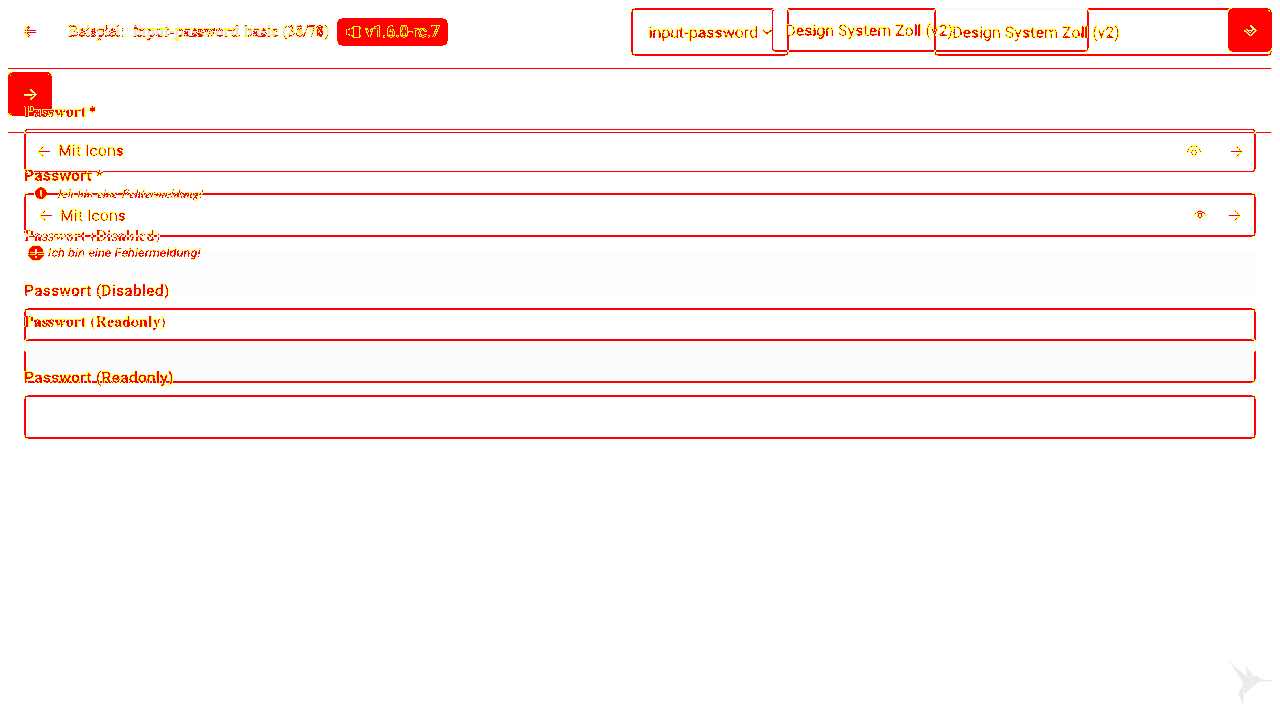 Beispiel: input-password basic (38/78) v1.6.0-rc.7 input-password Design System Zoll (v2) Design System Zoll (v2)
Passwort *
Mit Icons
Passwort *
Ich bin eine Fehlermeldung!
Mit Icons
Passwort (Disabled)
Ich bin eine Fehlermeldung!
Passwort (Disabled)
Passwort (Readonly)
Passwort (Readonly)